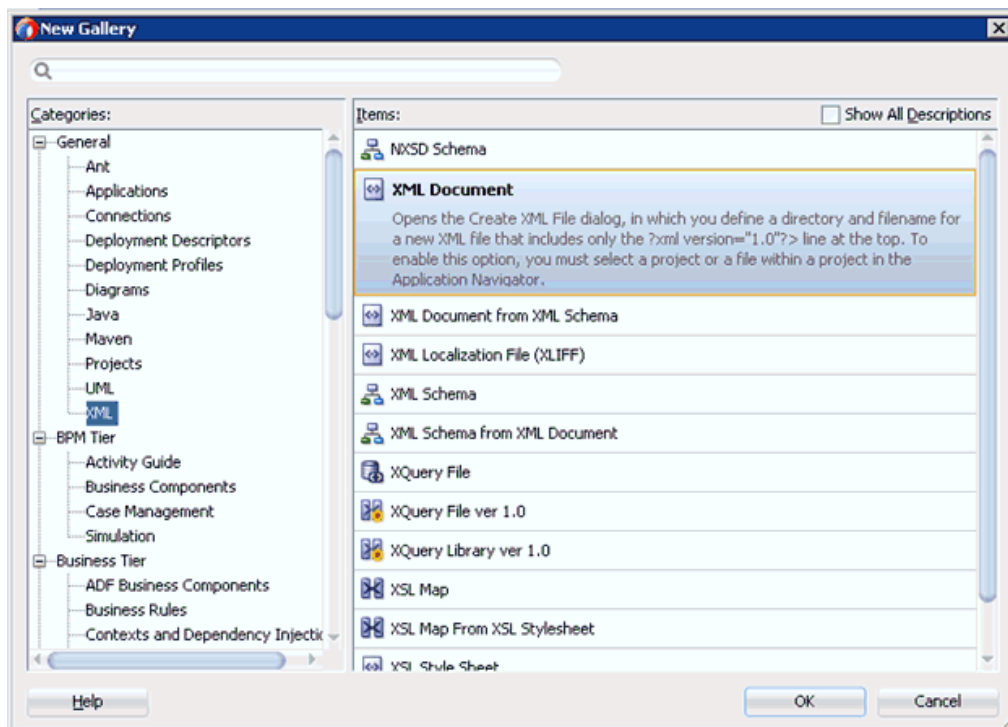 New Gallery
Categories:
General
Ant
Applications
Connections
Deployment Descriptors
Deployment Profiles
Diagrams
Java
Maven
Projects
UML
XML
BPM Tier
Activity Guide
Business Components
Case Management
Simulation
Business Tier
ADF Business Components
Business Rules
Contexts and Dependency Injectic
Items:
Show All Descriptions
NXSD Schema
XML Document
Opens the Create XML File dialog, in which you define a directory and filename for
a new XML file that includes only the ?xml version="1.0"?> line at the top. To
enable this option, you must select a project or a file within a project in the
Application Navigator.
XML Document from XML Schema
XML Localization File (XLIFF)
XML Schema
XML Schema from XML Document
XQuery File
XQuery File ver 1.0
XQuery Library ver 1.0
XSL Map
XSL Map From XSL Stylesheet
XSL Style Sheet
Help
OK
Cancel